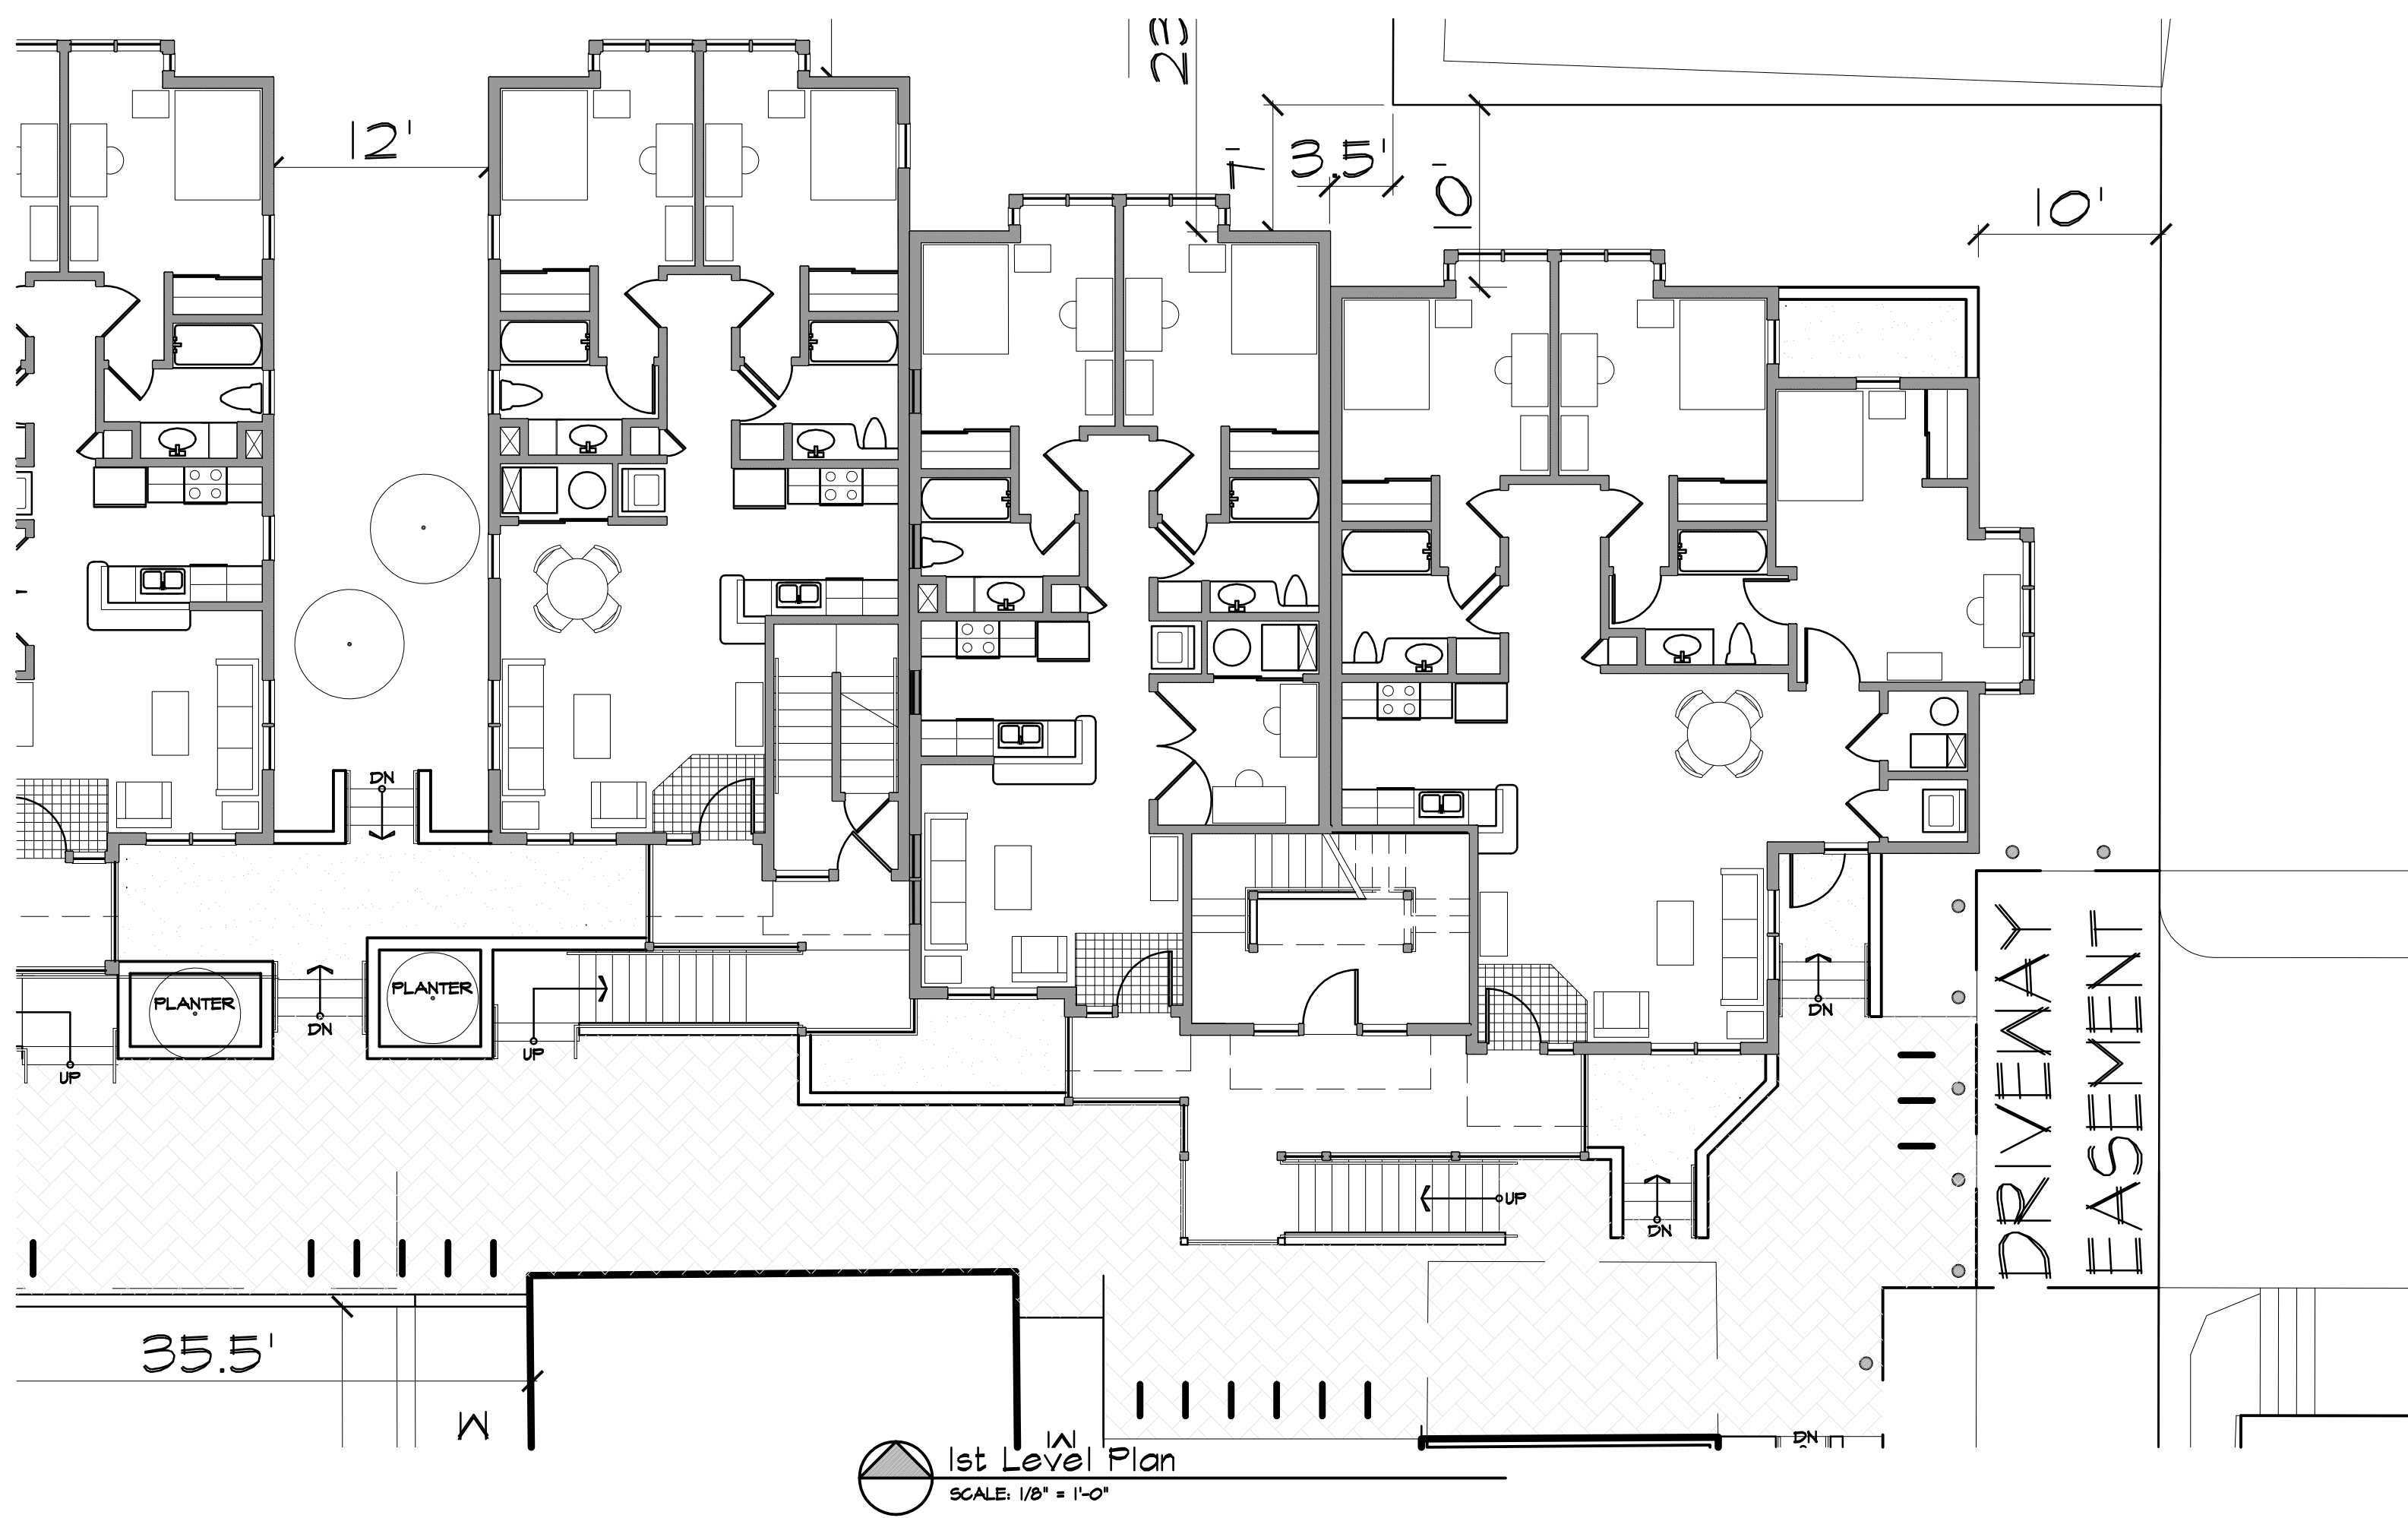 23
12'
7'
3.5'
10'
10'
DN
PLANTER
PLANTER
DN
DN
UP
UP
UP
DN
DRIVEWAY
EASEMENT
35.5'
DN
1st Level Plan
SCALE: 1/8" = 1'-0"